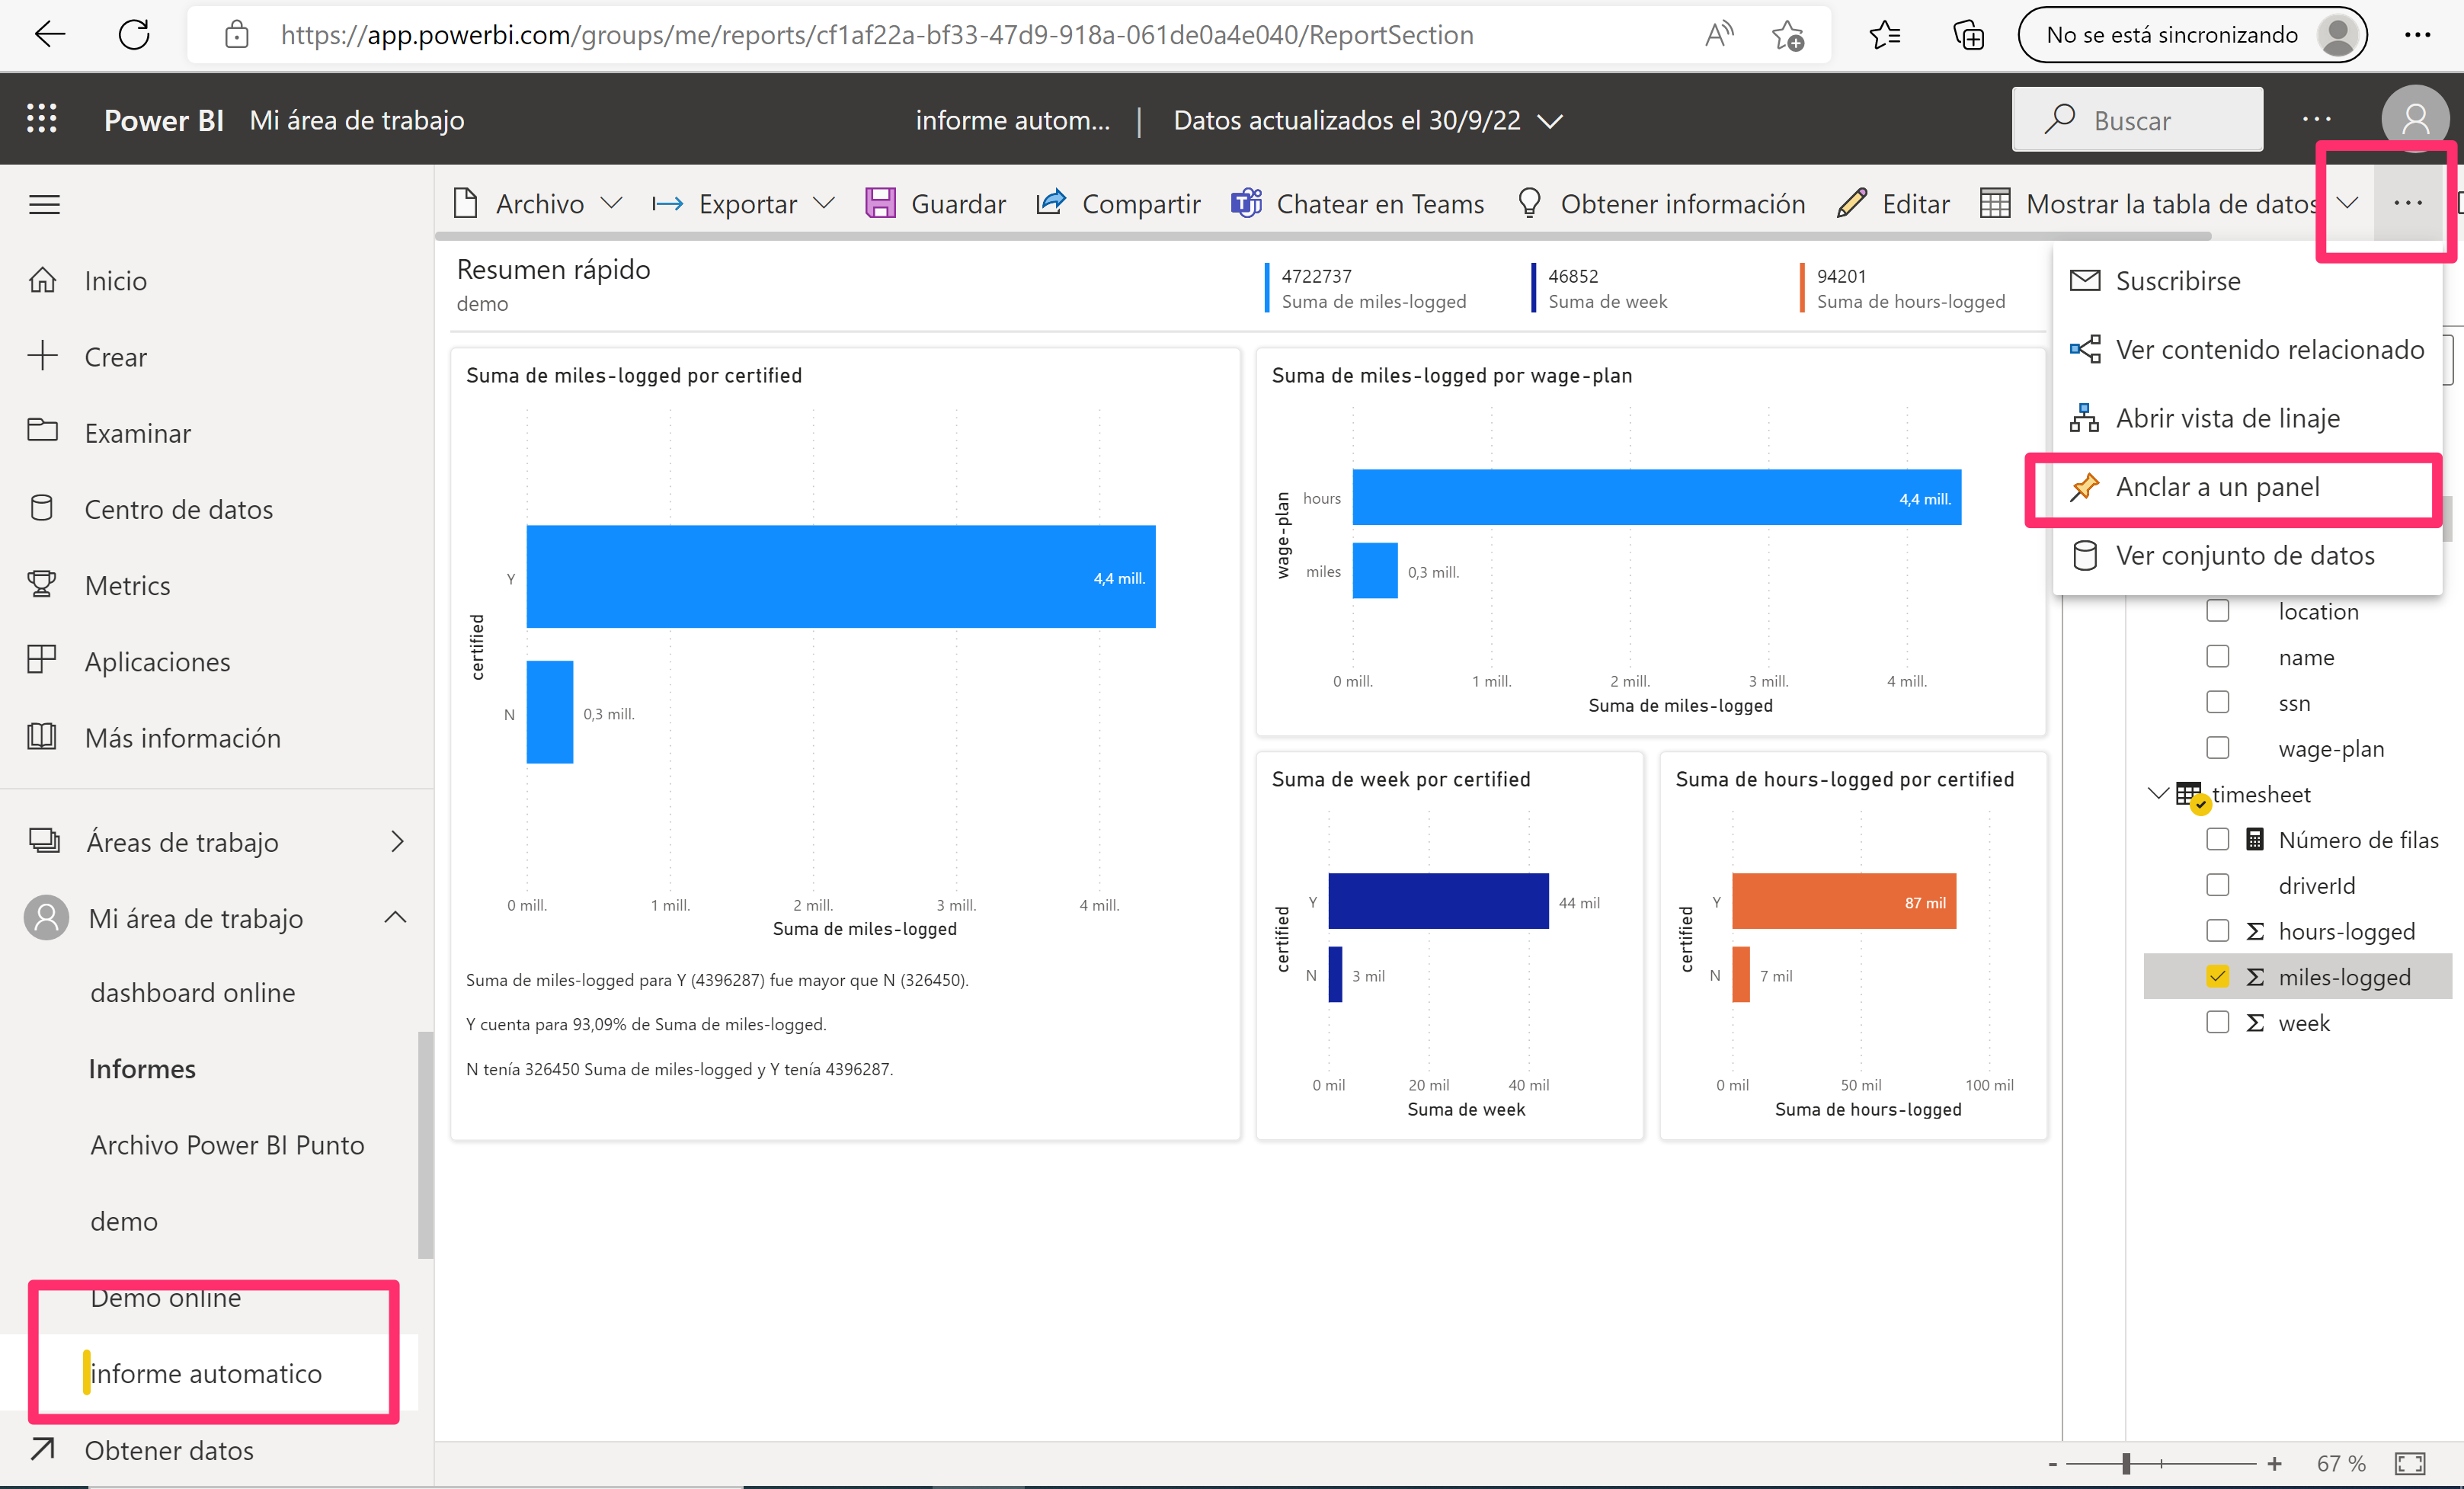 https://app.powerbi.com/groups/me/reports/cf1af22a-bf33-47d9-918a-061de0a4e040/ReportSection
No se está sincronizando
Power BI Mi área de trabajo
informe autom... | Datos actualizados el 30/9/22
Buscar
Archivo
Exportar
Guardar
Compartir
Chatear en Teams
Obtener información
Editar
Mostrar la tabla de datos
Inicio
Crear
Examinar
Centro de datos
Metrics
Aplicaciones
Más información
Áreas de trabajo
Mi área de trabajo
dashboard online
Informes
Archivo Power BI Punto
demo
Demo online
informe automatico
Obtener datos
Resumen rápido
demo
4722737
Suma de miles-logged
46852
Suma de week
94201
Suma de hours-logged
Suma de miles-logged por certified
certified
Y
4,4 mill.
N
0,3 mill.
0 mill.
1 mill.
2 mill.
3 mill.
4 mill.
Suma de miles-logged
Suma de miles-logged para Y (4396287) fue mayor que N (326450).
Y cuenta para 93,09% de Suma de miles-logged.
N tenía 326450 Suma de miles-logged y Y tenía 4396287.
Suma de miles-logged por wage-plan
wage-plan
hours
4,4 mill.
miles
0,3 mill.
0 mill.
1 mill.
2 mill.
3 mill.
4 mill.
Suma de miles-logged
Suma de week por certified
certified
Y
44 mil
N
3 mil
0 mil
20 mil
40 mil
Suma de week
Suma de hours-logged por certified
certified
Y
87 mil
N
7 mil
0 mil
50 mil
100 mil
Suma de hours-logged
Suscribirse
Ver contenido relacionado
Abrir vista de linaje
Anclar a un panel
Ver conjunto de datos
location
name
ssn
wage-plan
timesheet
Número de filas
driverId
Σ hours-logged
Σ miles-logged
Σ week
- + 67 %